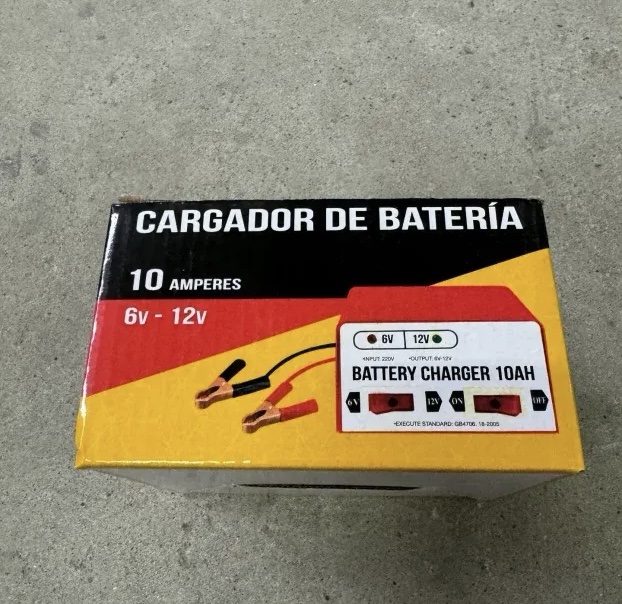 CARGADOR DE BATERÍA
10 AMPERES
6v - 12v
6V 12V
•INPUT: 220V •OUTPUT: 6V-12V
BATTERY CHARGER 10AH
6V 12V ON OFF
•EXECUTE STANDARD: GB4706. 18-2005.